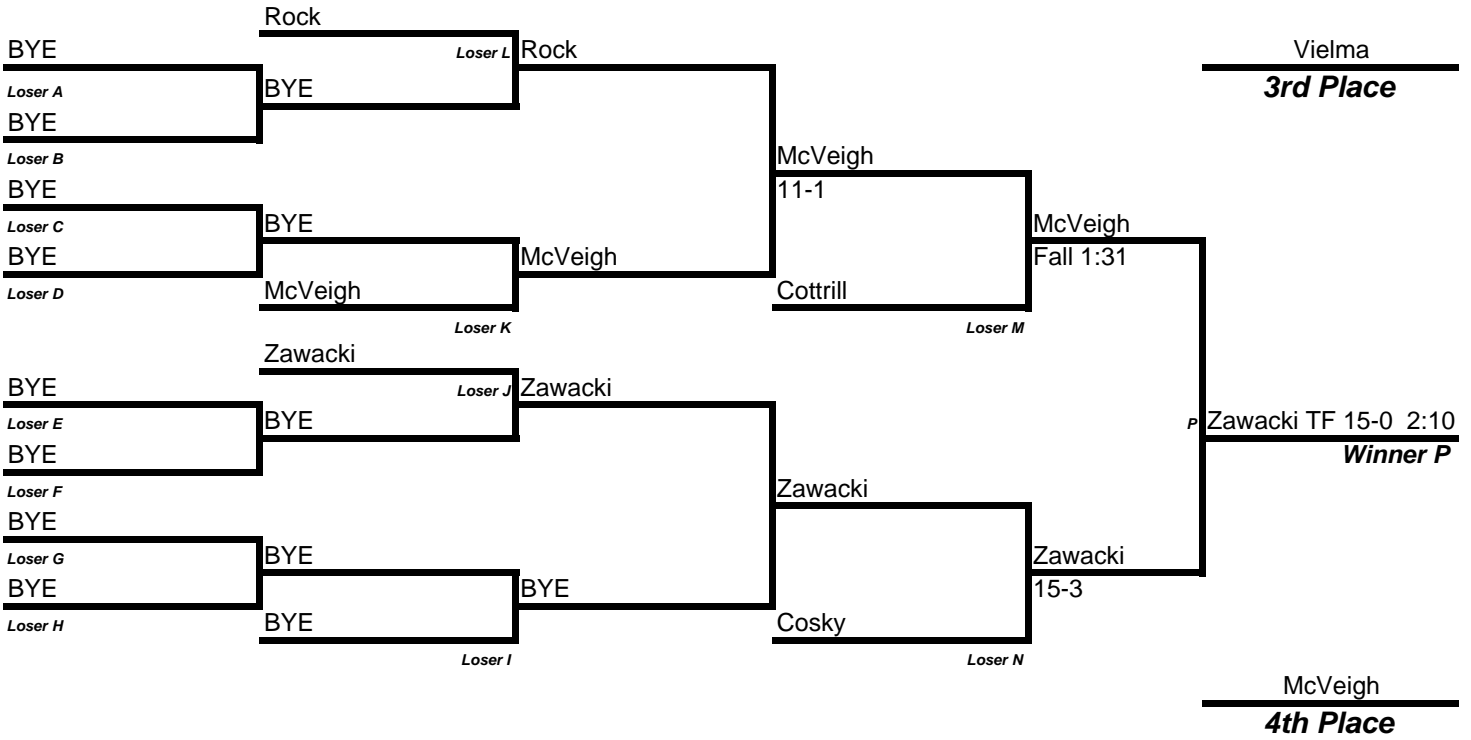 Rock
BYE
Loser L
Rock
Vielma
Loser A
BYE
3rd Place
BYE
Loser B
McVeigh
BYE
11-1
Loser C
BYE
McVeigh
BYE
McVeigh
Fall 1:31
Loser D
McVeigh
Cottrill
Loser K
Loser M
Zawacki
BYE
Loser J
Zawacki
Loser E
BYE
P
Zawacki TF 15-0 2:10
BYE
Winner P
Loser F
Zawacki
BYE
Loser G
BYE
Zawacki
BYE
BYE
15-3
Loser H
BYE
Cosky
Loser I
Loser N
McVeigh
4th Place